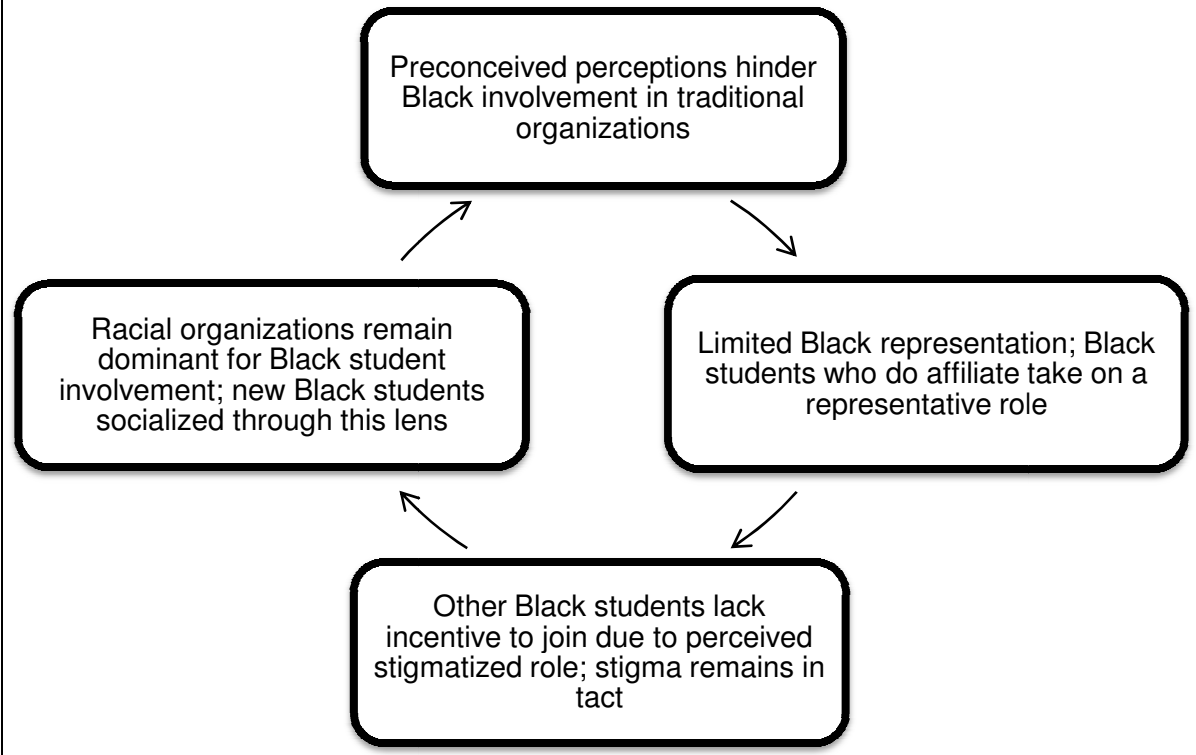 Preconceived perceptions hinder
Black involvement in traditional
organizations
Limited Black representation; Black
students who do affiliate take on a
representative role
Other Black students lack
incentive to join due to perceived
stigmatized role; stigma remains in
tact
Racial organizations remain
dominant for Black student
involvement; new Black students
socialized through this lens